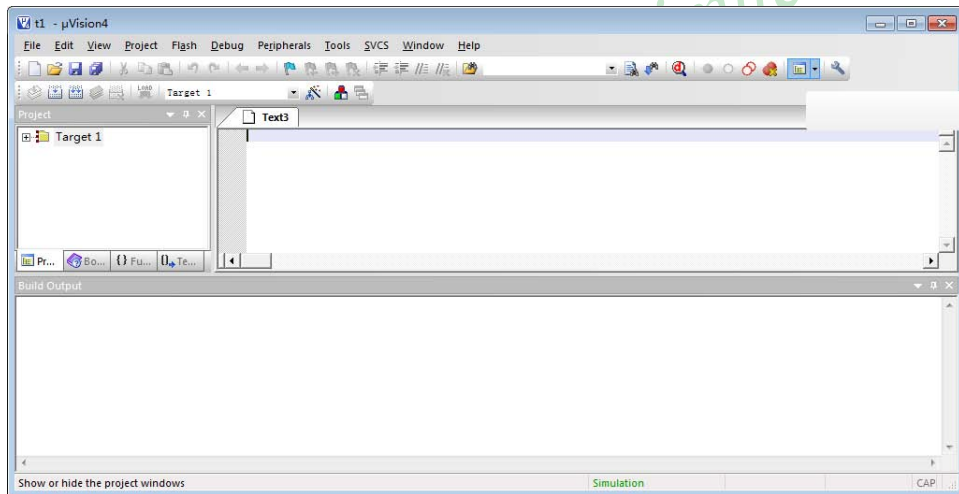 t1 - µVision4
File Edit View Project Flash Debug Peripherals Tools SVCS Window Help
LOAD Target 1
Project
Text3
Target 1
Pr... Bo... {} Fu... 0 Te...
Build Output
Show or hide the project windows Simulation CAP